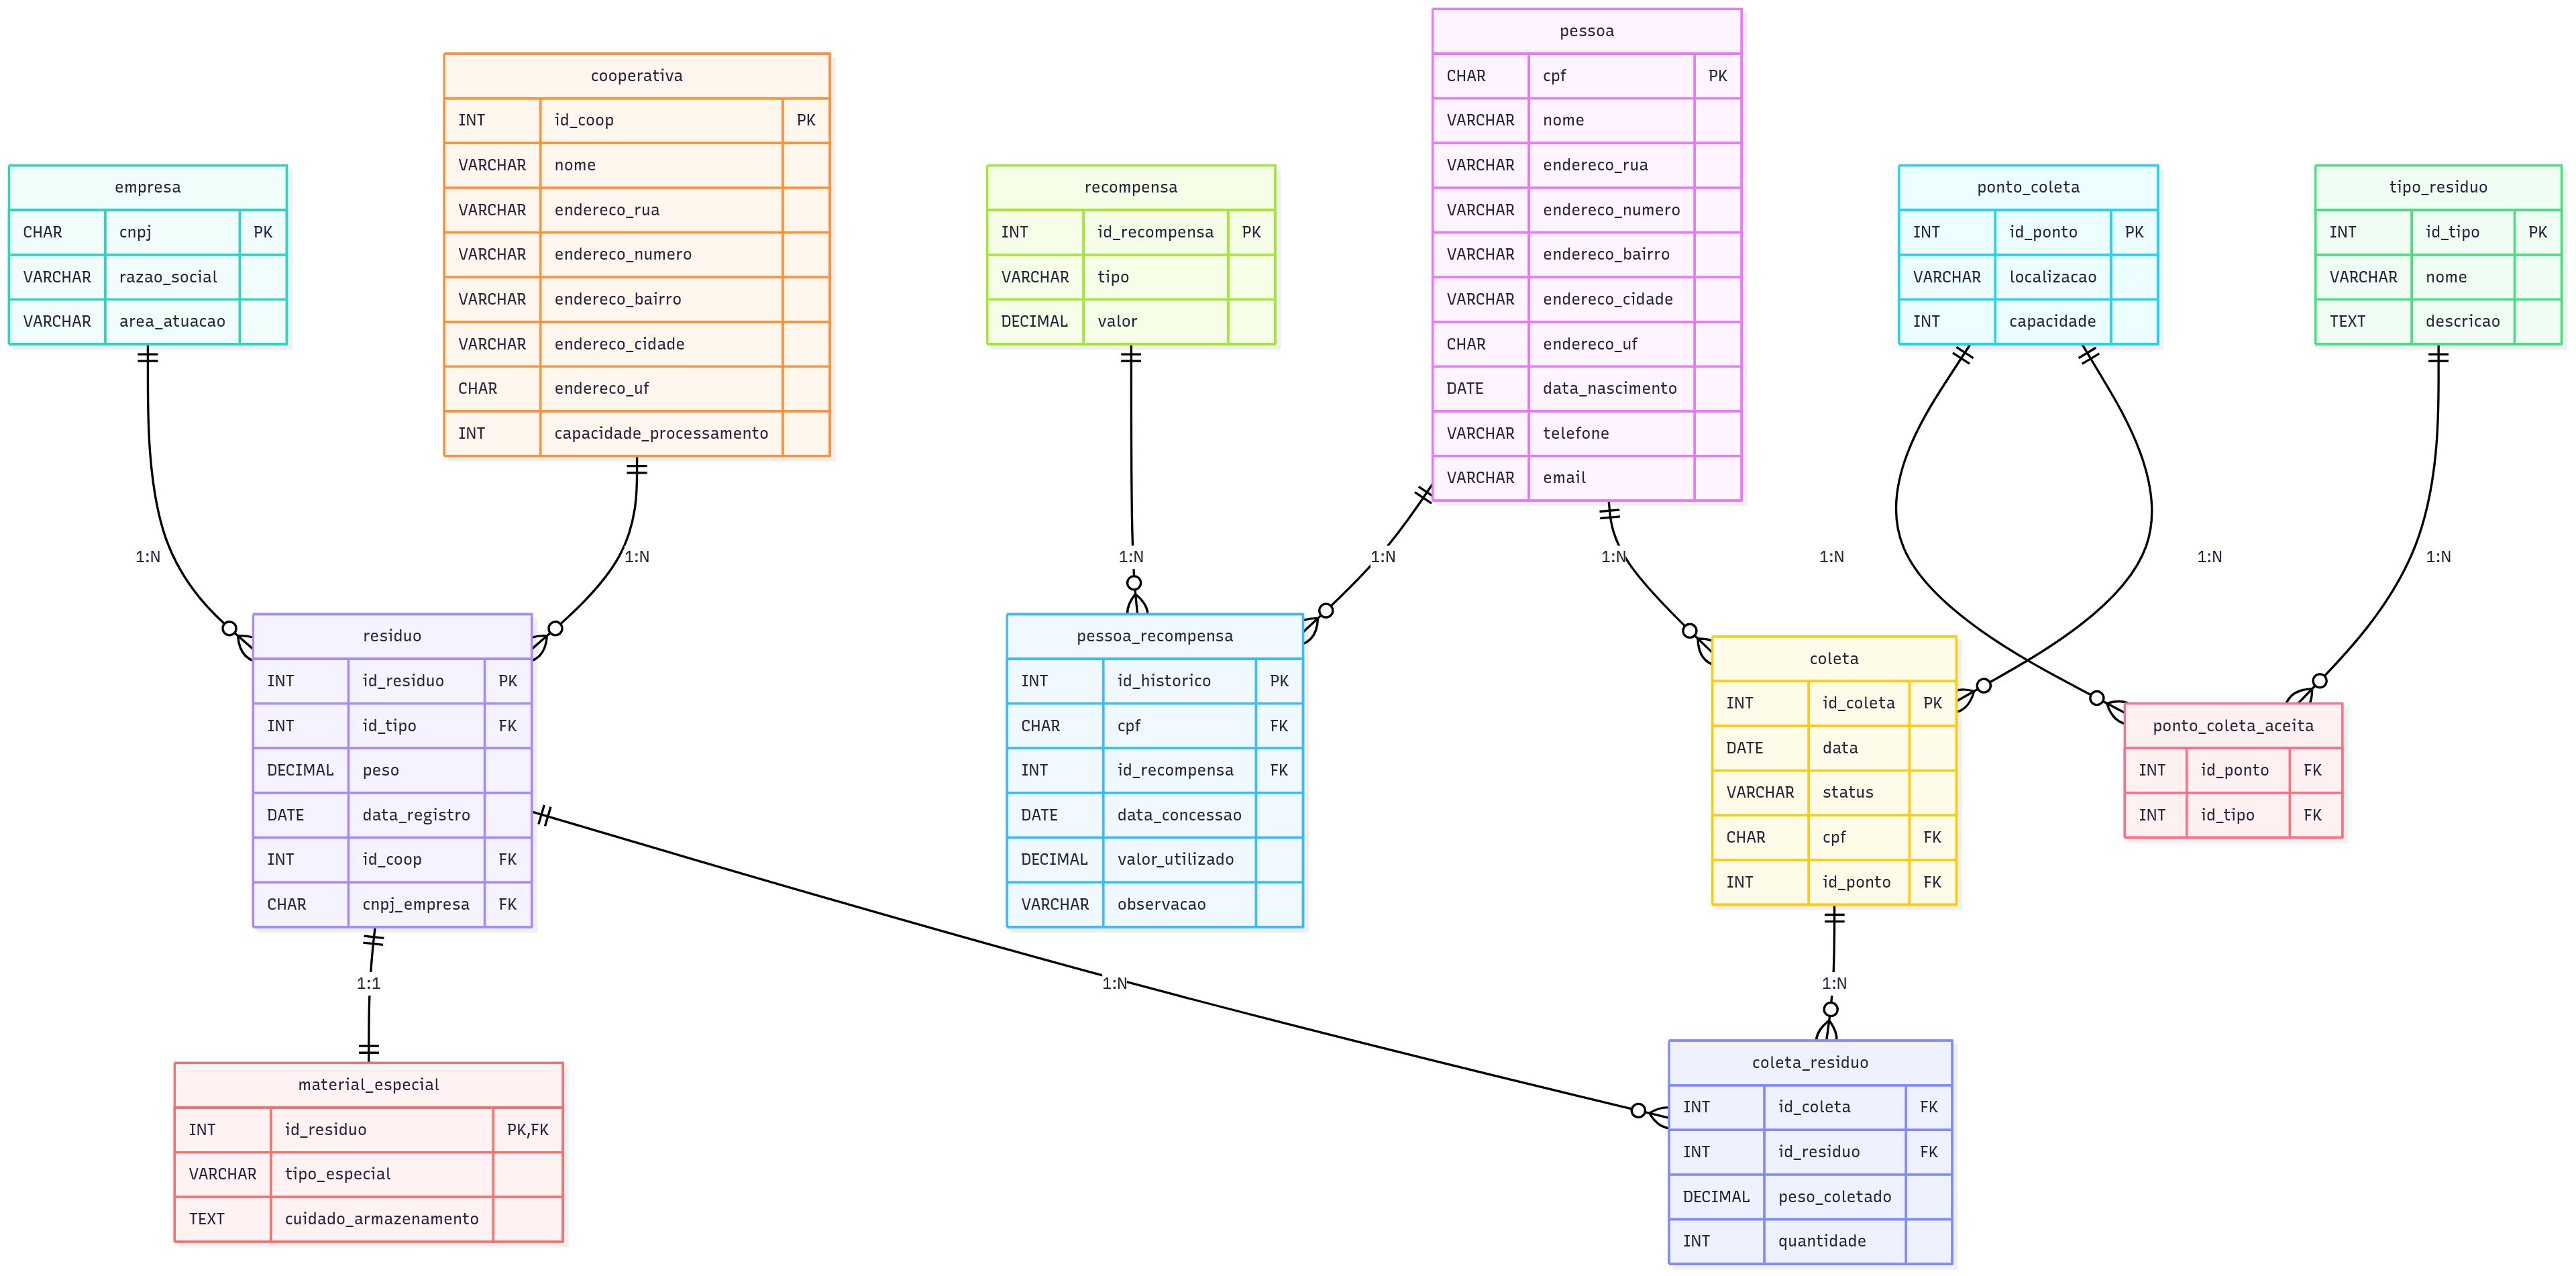 empresa
CHAR cnpj PK
VARCHAR razao_social
VARCHAR area_atuacao
cooperativa
INT id_coop PK
VARCHAR nome
VARCHAR endereco_rua
VARCHAR endereco_numero
VARCHAR endereco_bairro
VARCHAR endereco_cidade
CHAR endereco_uf
INT capacidade_processamento
recompensa
INT id_recompensa PK
VARCHAR tipo
DECIMAL valor
pessoa
CHAR cpf PK
VARCHAR nome
VARCHAR endereco_rua
VARCHAR endereco_numero
VARCHAR endereco_bairro
VARCHAR endereco_cidade
CHAR endereco_uf
DATE data_nascimento
VARCHAR telefone
VARCHAR email
ponto_coleta
INT id_ponto PK
VARCHAR localizacao
INT capacidade
tipo_residuo
INT id_tipo PK
VARCHAR nome
TEXT descricao
1:N
1:N
1:N
1:N
1:N
1:N
1:N
1:N
residuo
INT id_residuo PK
INT id_tipo FK
DECIMAL peso
DATE data_registro
INT id_coop FK
CHAR cnpj_empresa FK
pessoa_recompensa
INT id_historico PK
CHAR cpf FK
INT id_recompensa FK
DATE data_concessao
DECIMAL valor_utilizado
VARCHAR observacao
coleta
INT id_coleta PK
DATE data
VARCHAR status
CHAR cpf FK
INT id_ponto FK
ponto_coleta_aceita
INT id_ponto FK
INT id_tipo FK
1:1
1:N
1:N
material_especial
INT id_residuo PK,FK
VARCHAR tipo_especial
TEXT cuidado_armazenamento
coleta_residuo
INT id_coleta FK
INT id_residuo FK
DECIMAL peso_coletado
INT quantidade